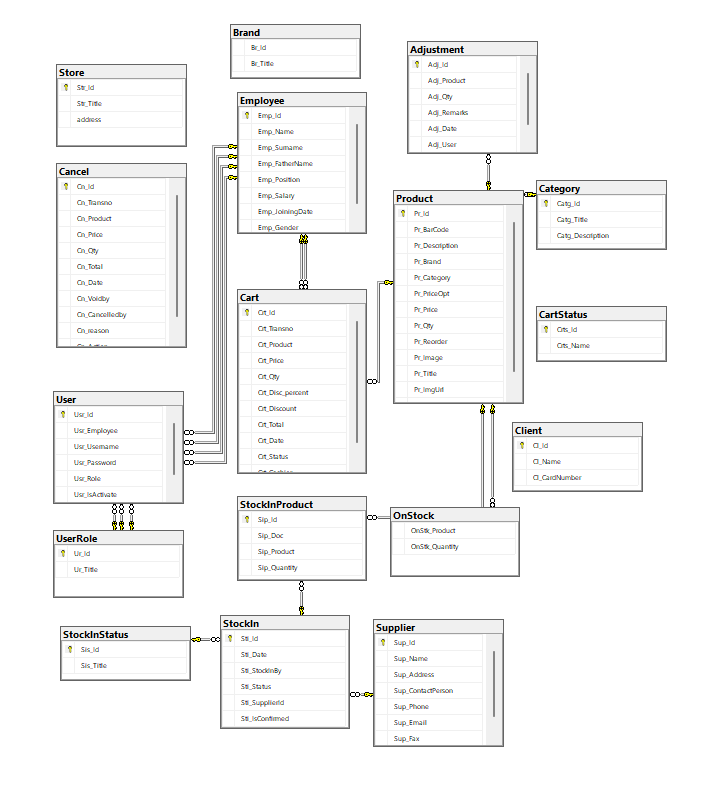 Brand
Br_Id
Br_Title
Adjustment
Adj_Id
Adj_Product
Adj_Qty
Adj_Remarks
Adj_Date
Adj_User
Store
Str_Id
Str_Title
address
Employee
Emp_Id
Emp_Name
Emp_Surname
Emp_FatherName
Emp_Position
Emp_Salary
Emp_JoiningDate
Emp_Gender
Cancel
Cn_Id
Cn_Transno
Cn_Product
Cn_Price
Cn_Qty
Cn_Total
Cn_Date
Cn_Voidby
Cn_Cancelledby
Cn_reason
Cn_Action
Product
Pr_Id
Pr_BarCode
Pr_Description
Pr_Brand
Pr_Category
Pr_PriceOpt
Pr_Price
Pr_Qty
Pr_Reorder
Pr_Image
Pr_Title
Pr_ImgUrl
Category
Catg_Id
Catg_Title
Catg_Description
Cart
Crt_Id
Crt_Transno
Crt_Product
Crt_Price
Crt_Qty
Crt_Disc_percent
Crt_Discount
Crt_Total
Crt_Date
Crt_Status
Crt_Cashier
CartStatus
Crts_Id
Crts_Name
User
Usr_Id
Usr_Employee
Usr_Username
Usr_Password
Usr_Role
Usr_IsActivate
Client
Cl_Id
Cl_Name
Cl_CardNumber
StockInProduct
Sip_Id
Sip_Doc
Sip_Product
Sip_Quantity
OnStock
OnStk_Product
OnStk_Quantity
UserRole
Ur_Id
Ur_Title
StockIn
Sti_Id
Sti_Date
Sti_StockInBy
Sti_Status
Sti_SupplierId
Sti_IsConfirmed
StockInStatus
Sis_Id
Sis_Title
Supplier
Sup_Id
Sup_Name
Sup_Address
Sup_ContactPerson
Sup_Phone
Sup_Email
Sup_Fax